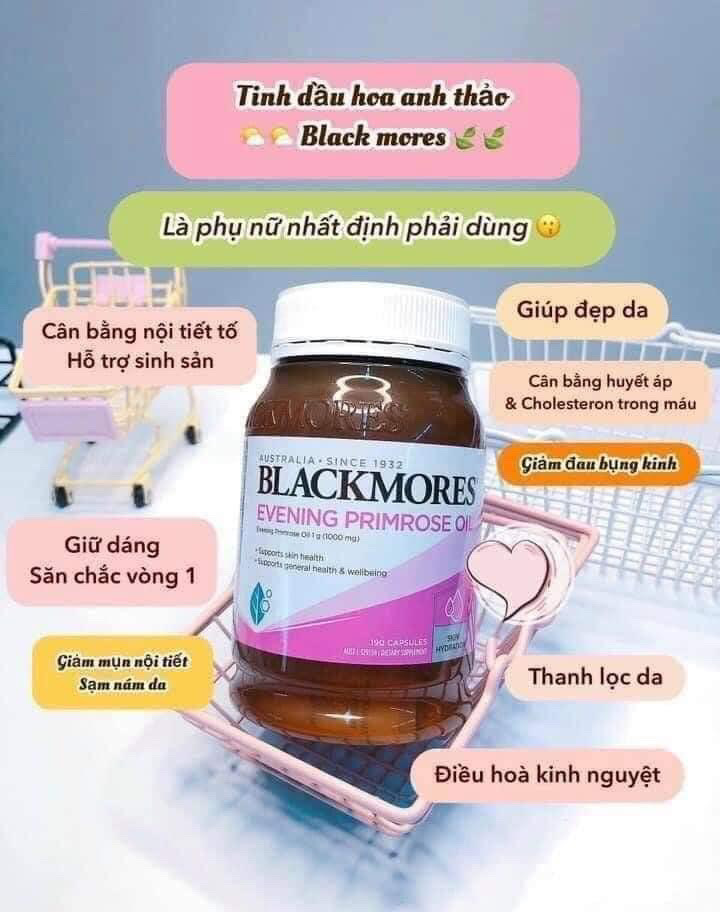 Tinh dầu hoa anh thảo
Black mores
Là phụ nữ nhất định phải dùng
Cân bằng nội tiết tố
Hỗ trợ sinh sản
Giúp đẹp da
Cân bằng huyết áp
& Cholesteron trong máu
Giảm đau bụng kinh
Giữ dáng
Săn chắc vòng 1
Giảm mụn nội tiết
Sạm nám da
Thanh lọc da
Điều hoà kinh nguyệt
AUSTRALIA • SINCE 1932
BLACKMORES
EVENING PRIMROSE OIL
Evening Primrose Oil 1 g (1000 mg)
• Supports skin health
• Supports general health & wellbeing
190 CAPSULES
DIETARY SUPPLEMENT
SKIN